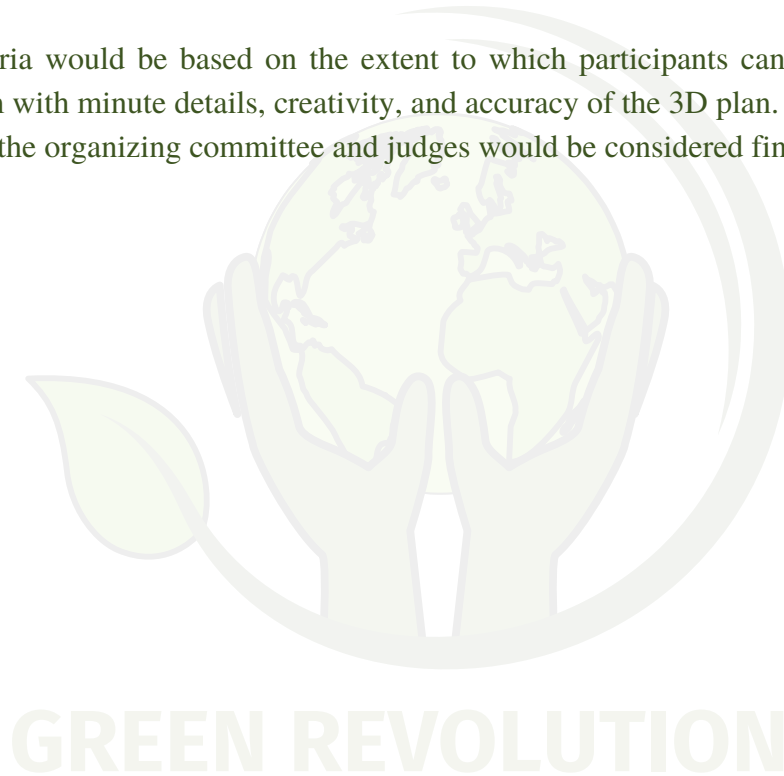 ria would be based on the extent to which participants can
with minute details, creativity, and accuracy of the 3D plan.
the organizing committee and judges would be considered fin
GREEN REVOLUTION